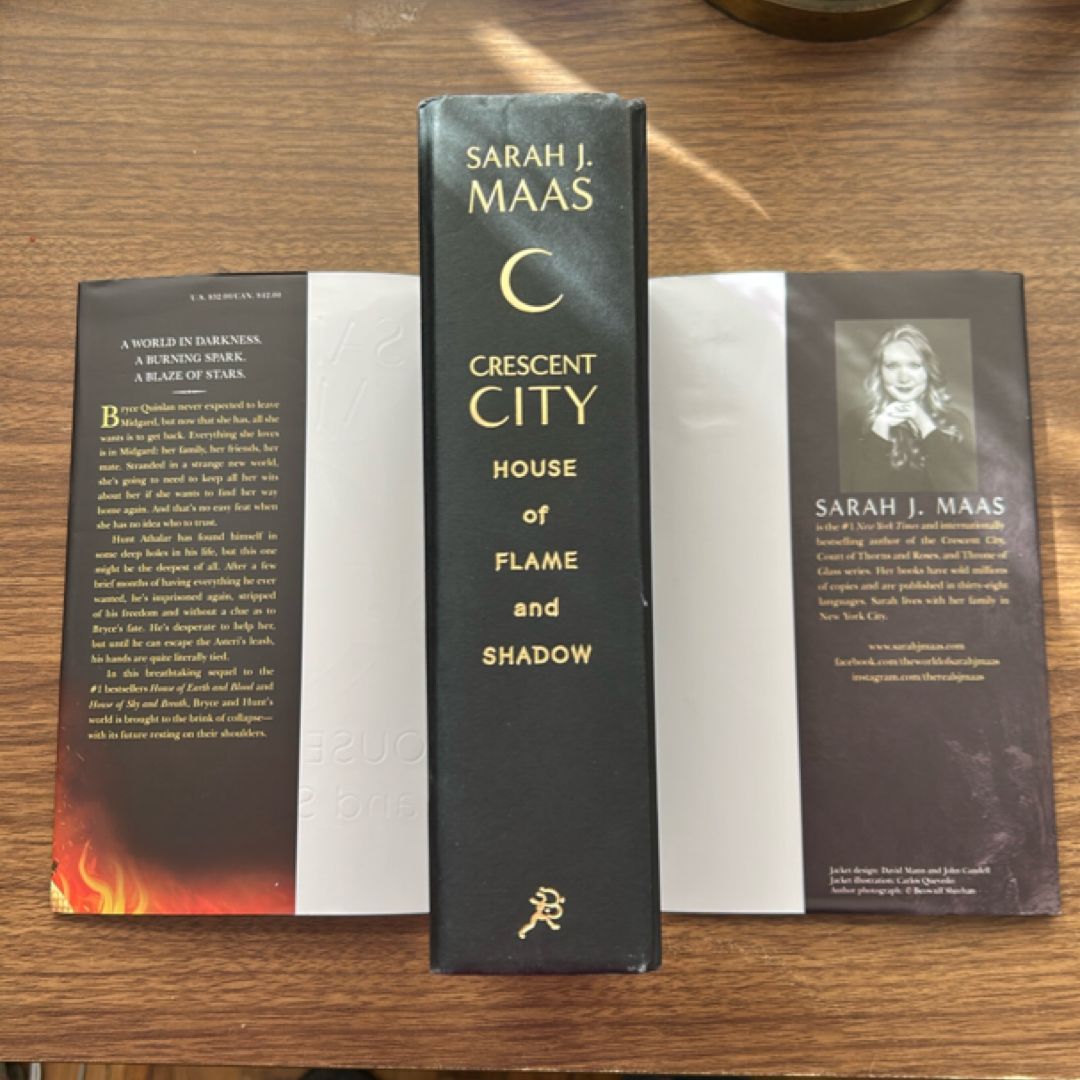 U.S. $32.00/CAN. $42.00
A WORLD IN DARKNESS.
A BURNING SPARK.
A BLAZE OF STARS.
Bryce Quinlan never expected to leave
Midgard, but now that she has, all she
wants is to get back. Everything she loves
is in Midgard: her family, her friends, her
mate. Stranded in a strange new world,
she's going to need to keep all her wits
about her if she wants to find her way
home again. And that's no easy feat when
she has no idea who to trust.
Hunt Athalar has found himself in
some deep holes in his life, but this one
might be the deepest of all. After a few
brief months of having everything he ever
wanted, he's imprisoned again, stripped
of his freedom and without a clue as to
Bryce's fate. He's desperate to help her,
but until he can escape the Asteri's leash,
his hands are quite literally tied.
In this breathtaking sequel to the
#1 bestsellers House of Earth and Blood and
House of Sky and Breath, Bryce and Hunt's
world is brought to the brink of collapse—
with its future resting on their shoulders.
SARAH J.
MAAS
C
CRESCENT
CITY
HOUSE
of
FLAME
and
SHADOW
SARAH J. MAAS
is the #1 New York Times and internationally
bestselling author of the Crescent City,
Court of Thorns and Roses, and Throne of
Glass series. Her books have sold millions
of copies and are published in thirty-eight
languages. Sarah lives with her family in
New York City.
www.sarahjmaas.com
facebook.com/theworldofsarahjmaas
instagram.com/therealsjmaas
Jacket design: David Mann and John Candell
Jacket illustration: Carlos Quevedo
Author photograph: © Beowulf Sheehan